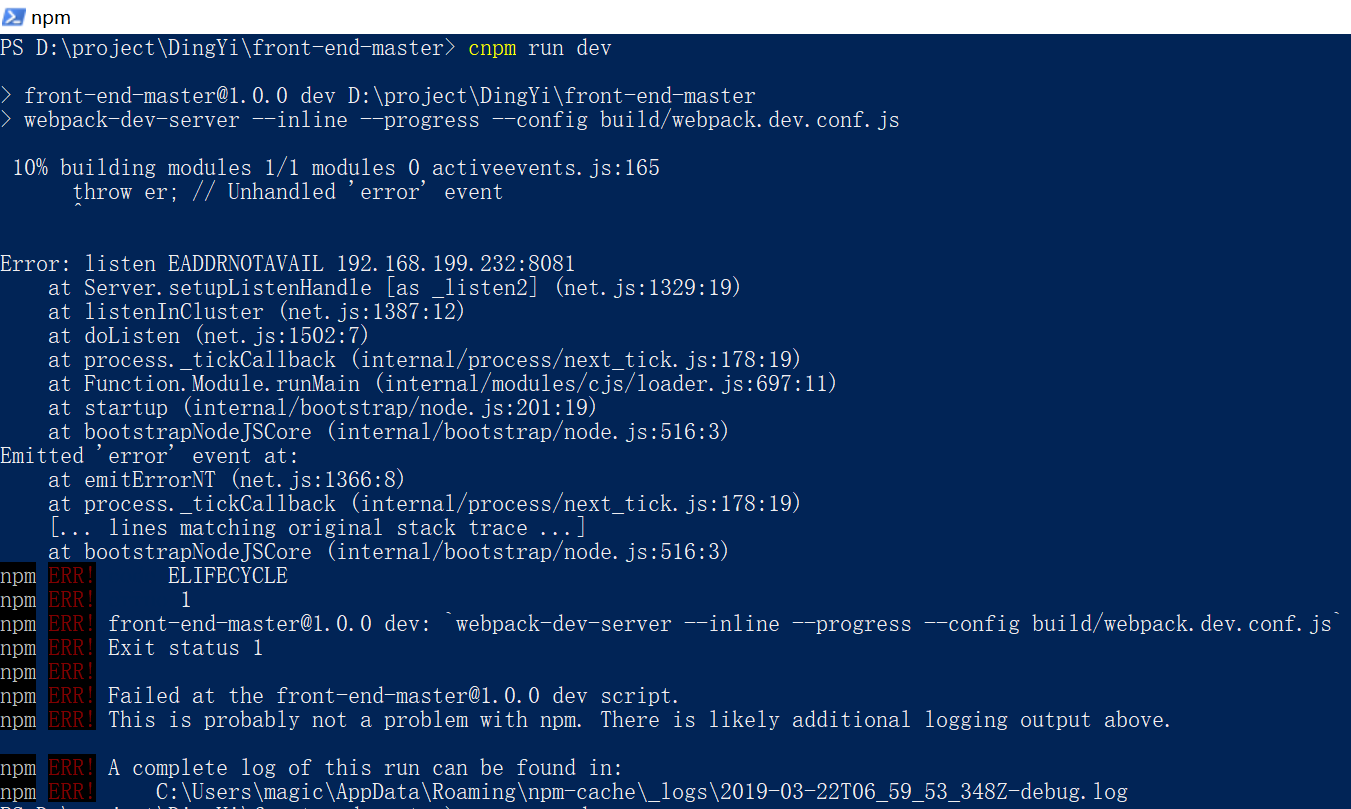 npm
PS D:\project\DingYi\front-end-master> cnpm run dev
> front-end-master@1.0.0 dev D:\project\DingYi\front-end-master
> webpack-dev-server --inline --progress --config build/webpack.dev.conf.js
10% building modules 1/1 modules 0 activeevents.js:165
throw er; // Unhandled 'error' event
^
Error: listen EADDRNOTAVAIL 192.168.199.232:8081
at Server.setupListenHandle [as _listen2] (net.js:1329:19)
at listenInCluster (net.js:1387:12)
at doListen (net.js:1502:7)
at process._tickCallback (internal/process/next_tick.js:178:19)
at Function.Module.runMain (internal/modules/cjs/loader.js:697:11)
at startup (internal/bootstrap/node.js:201:19)
at bootstrapNodeJSCore (internal/bootstrap/node.js:516:3)
Emitted 'error' event at:
at emitErrorNT (net.js:1366:8)
at process._tickCallback (internal/process/next_tick.js:178:19)
[... lines matching original stack trace ...]
at bootstrapNodeJSCore (internal/bootstrap/node.js:516:3)
npm ERR! ELIFECYCLE
npm ERR! 1
npm ERR! front-end-master@1.0.0 dev: `webpack-dev-server --inline --progress --config build/webpack.dev.conf.js`
npm ERR! Exit status 1
npm ERR!
npm ERR! Failed at the front-end-master@1.0.0 dev script.
npm ERR! This is probably not a problem with npm. There is likely additional logging output above.
npm ERR! A complete log of this run can be found in:
npm ERR! C:\Users\magic\AppData\Roaming\npm-cache\_logs\2019-03-22T06_59_53_348Z-debug.log